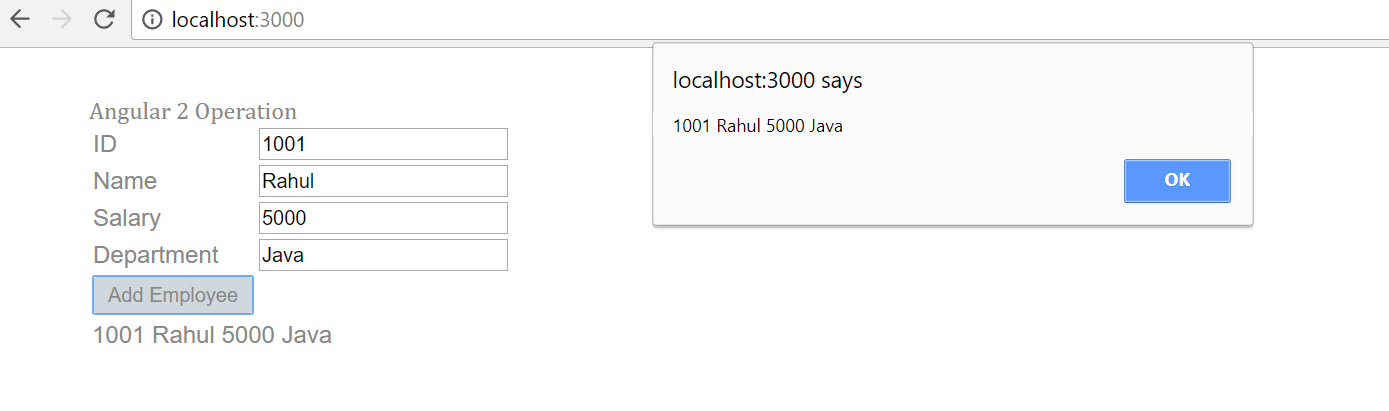 localhost:3000
localhost:3000 says
1001 Rahul 5000 Java
OK
Angular 2 Operation
ID 1001
Name Rahul
Salary 5000
Department Java
Add Employee
1001 Rahul 5000 Java